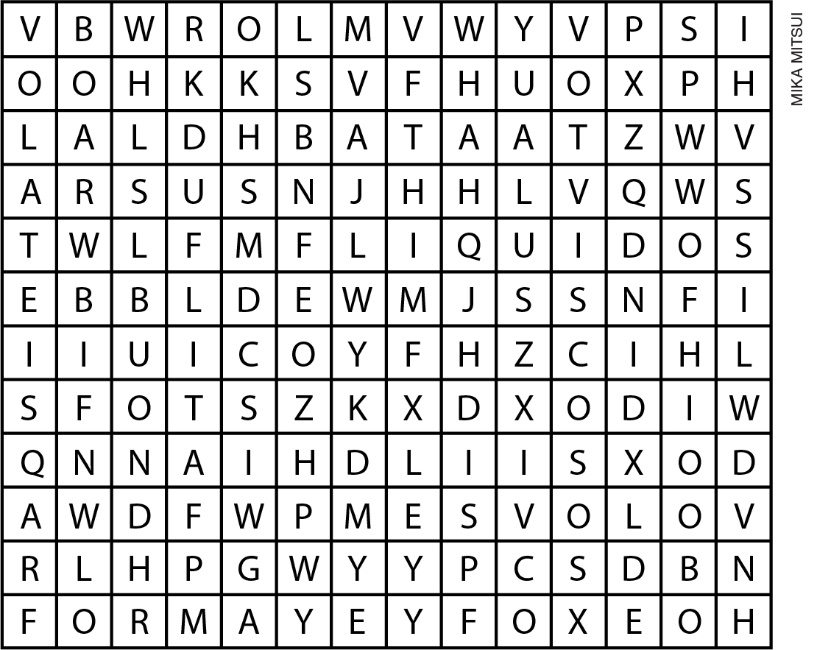 V B W R O L M V W Y V P S I
O O H K K S V F H U O X P H
L A L D H B A T A A T Z W V
A R S U S N J H H L V Q W S
T W L F M F L I Q U I D O S
E B B L D E W M J S S N F I
I I U I C O Y F H Z C I H L
S F O T S Z K X D X O D I W
Q N N A I H D L I I S X O D
A W D F W P M E S V O L O V
R L H P G W Y Y P C S D B N
F O R M A Y E Y F O X E O H
MIKA MITSUI